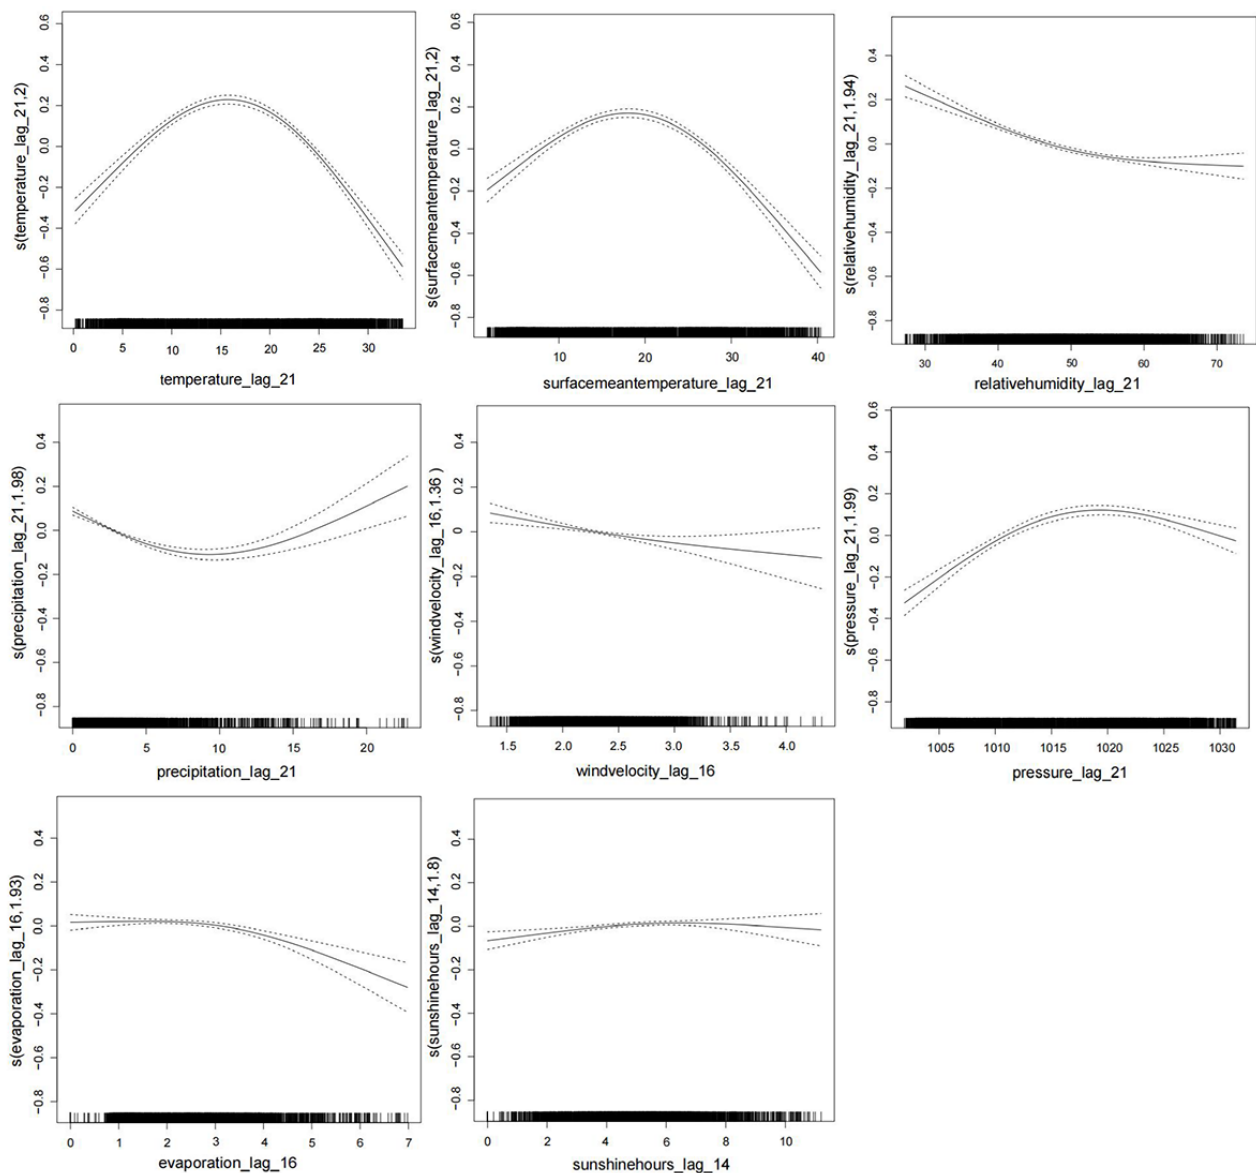 s(temperature_lag_21,2)
0.6
0.4
0.2
0.0
−0.2
−0.4
−0.6
−0.8
0 5 10 15 20 25 30
temperature_lag_21
s(surfacemeantemperature_lag_21,2)
0.6
0.4
0.2
0.0
−0.2
−0.4
−0.6
−0.8
10 20 30 40
surfacemeantemperature_lag_21
s(relativehumidity_lag_21,1.94)
0.4
0.2
0.0
−0.2
−0.4
−0.6
−0.8
30 40 50 60 70
relativehumidity_lag_21
s(precipitation_lag_21,1.98)
0.4
0.2
0.0
−0.2
−0.4
−0.6
−0.8
0 5 10 15 20
precipitation_lag_21
s(windvelocity_lag_16,1.36 )
0.4
0.2
0
−0.2
−0.4
−0.6
−0.8
1.5 2.0 2.5 3.0 3.5 4.0
windvelocity_lag_16
s(pressure_lag_21,1.99)
0.6
0.4
0.2
0.0
−0.2
−0.4
−0.6
−0.8
1005 1010 1015 1020 1025 1030
pressure_lag_21
s(evaporation_lag_16,1.93)
0.4
0.2
0.0
−0.2
−0.4
−0.6
−0.8
0 1 2 3 4 5 6 7
evaporation_lag_16
s(sunshinehours_lag_14,1.8)
0.4
0.2
0.0
−0.2
−0.4
−0.6
−0.8
0 2 4 6 8 10
sunshinehours_lag_14